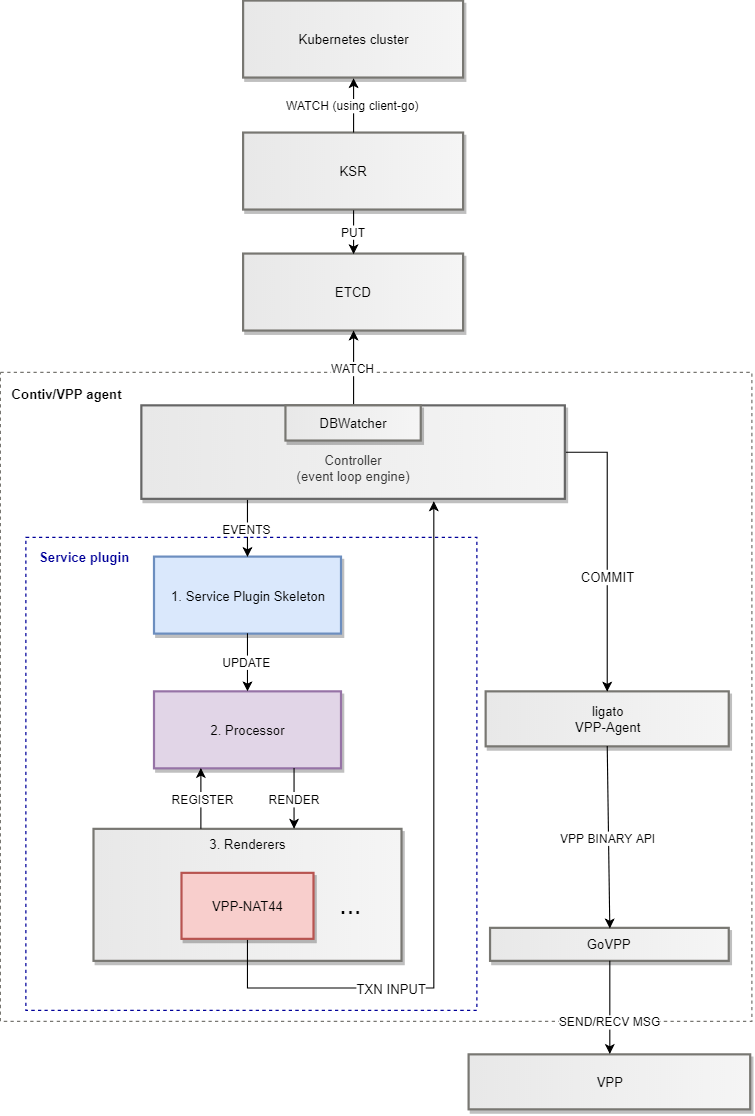 Kubernetes cluster
WATCH (using client-go)
KSR
PUT
ETCD
WATCH
Contiv/VPP agent
DBWatcher
Controller
(event loop engine)
EVENTS
Service plugin
1. Service Plugin Skeleton
COMMIT
UPDATE
2. Processor
ligato
VPP-Agent
REGISTER
RENDER
3. Renderers
VPP BINARY API
VPP-NAT44
...
GoVPP
TXN INPUT
SEND/RECV MSG
VPP